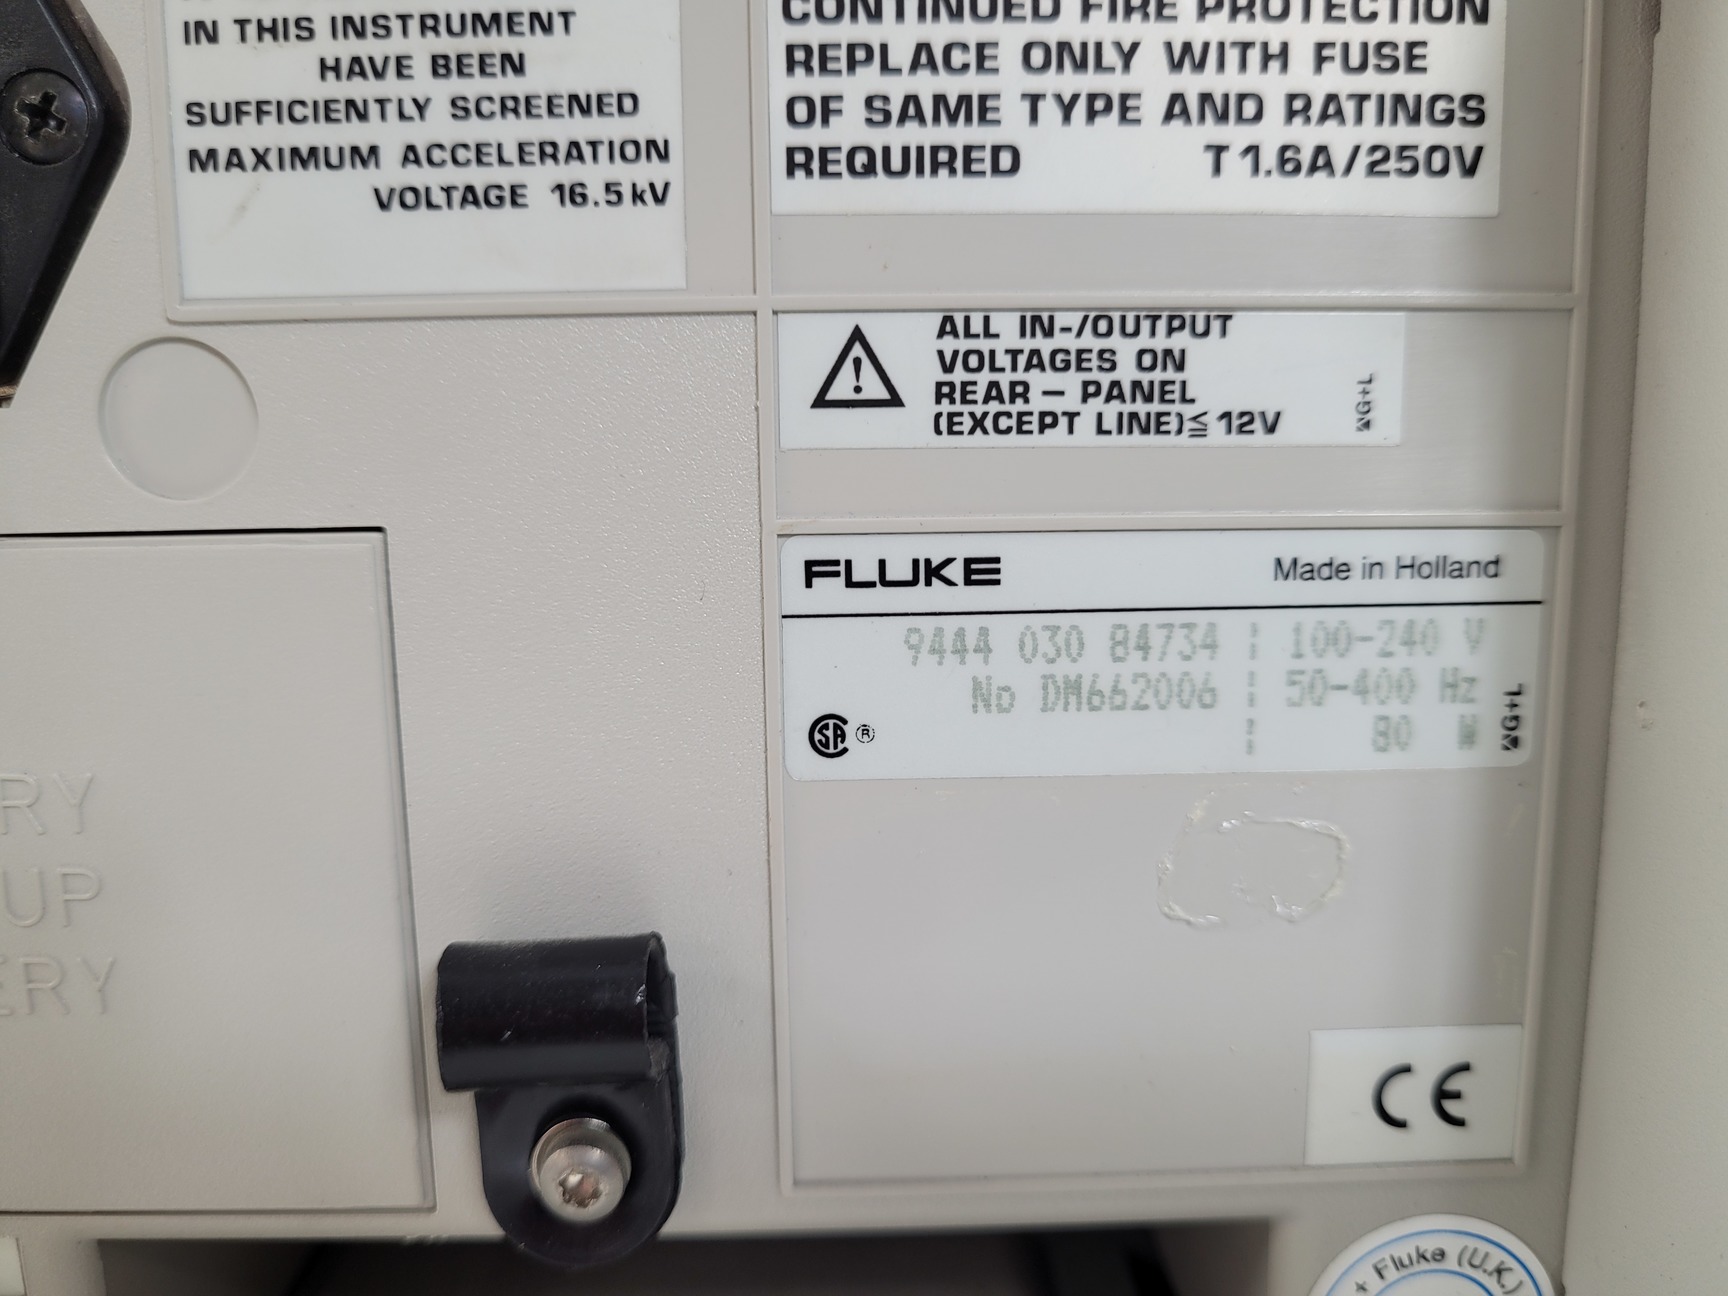 IN THIS INSTRUMENT
HAVE BEEN
SUFFICIENTLY SCREENED
MAXIMUM ACCELERATION
VOLTAGE 16.5kV
CONTINUED FIRE PROTECTION
REPLACE ONLY WITH FUSE
OF SAME TYPE AND RATINGS
REQUIRED T1.6A/250V
ALL IN-/OUTPUT
VOLTAGES ON
REAR — PANEL
(EXCEPT LINE)≦12V
G+L
FLUKE Made in Holland
9444 030 84734 ¦ 100-240 V
No DM662006 ¦ 50-400 Hz
¦ 80 W
SA ®
G+L
RY
UP
ERY
CE
+ Fluke (U.K.)